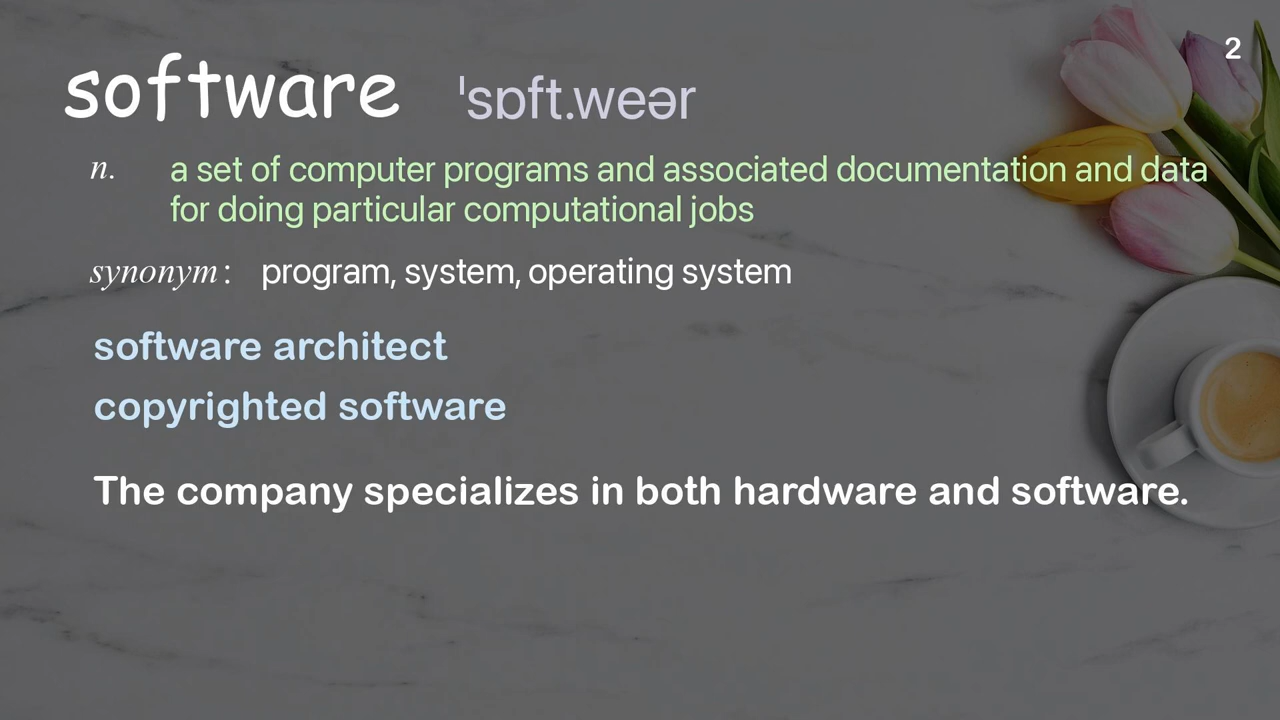 2
software ˈsɒft.weər
n. a set of computer programs and associated documentation and data
for doing particular computational jobs
synonym: program, system, operating system
software architect
copyrighted software
The company specializes in both hardware and software.